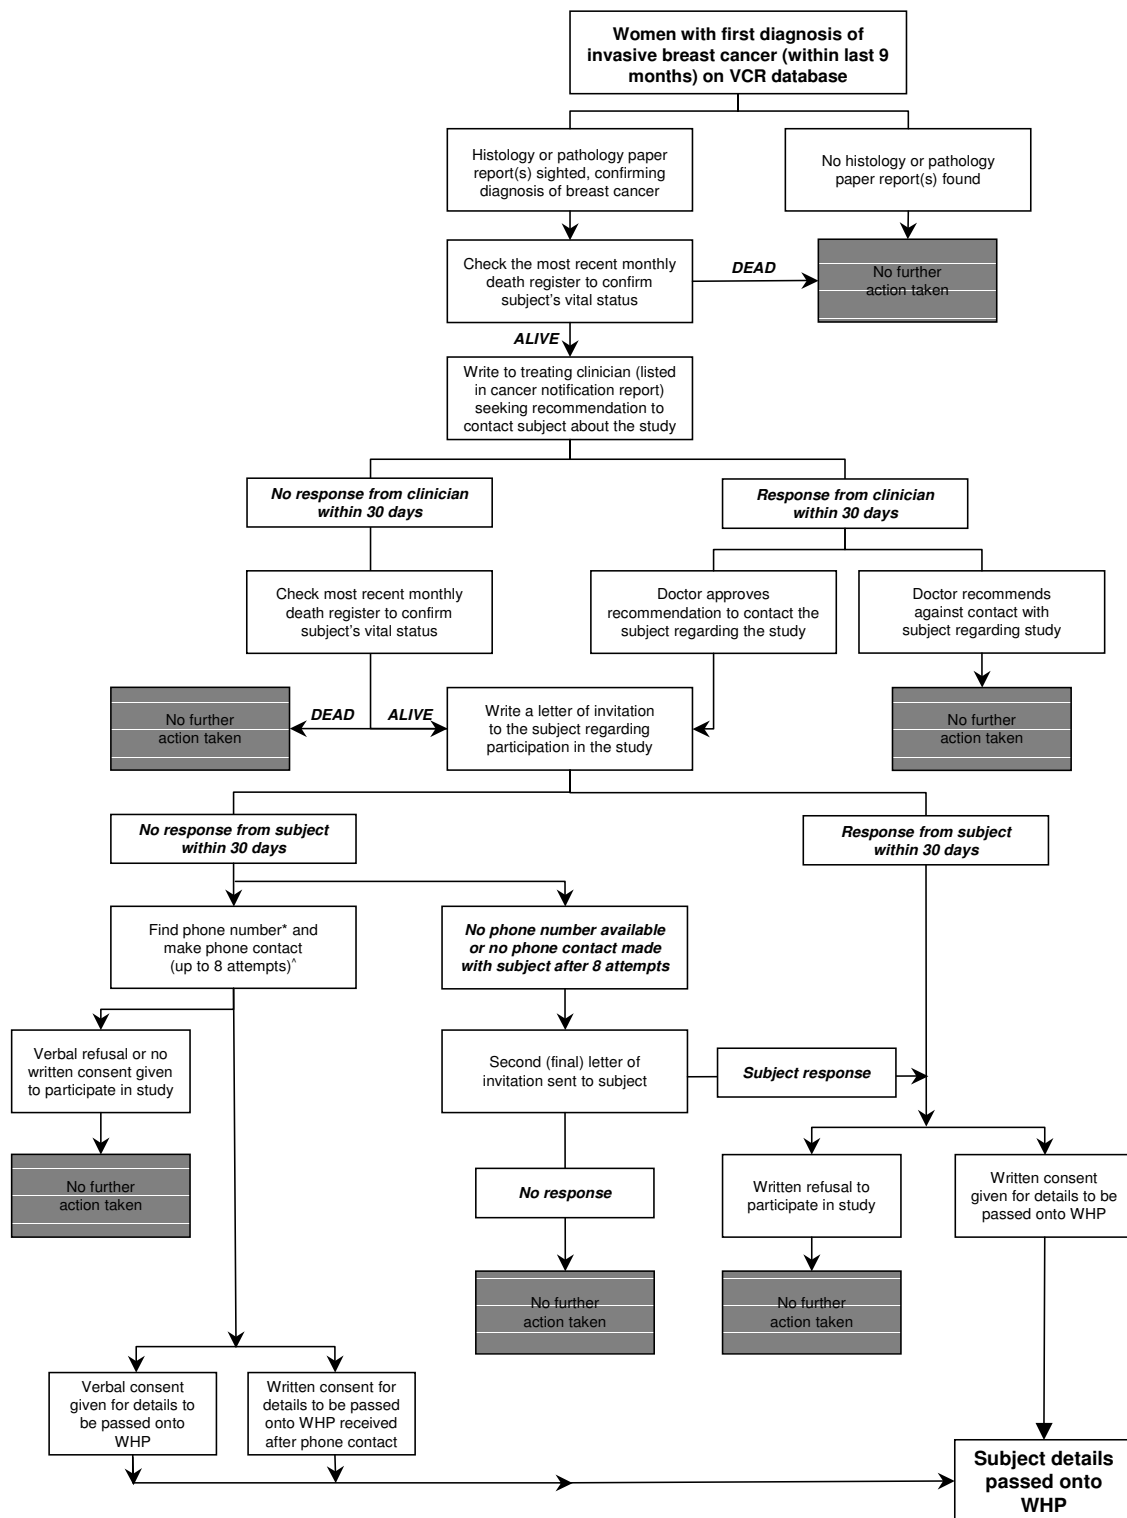 Women with first diagnosis of
invasive breast cancer (within last 9
months) on VCR database
Histology or pathology paper
report(s) sighted, confirming
diagnosis of breast cancer
No histology or pathology
paper report(s) found
Check the most recent monthly
death register to confirm
subject's vital status
DEAD
No further
action taken
ALIVE
Write to treating clinician (listed
in cancer notification report)
seeking recommendation to
contact subject about the study
No response from clinician
within 30 days
Response from clinician
within 30 days
Check most recent monthly
death register to confirm
subject's vital status
Doctor approves
recommendation to contact the
subject regarding the study
Doctor recommends
against contact with
subject regarding study
No further
action taken
DEAD
ALIVE
Write a letter of invitation
to the subject regarding
participation in the study
No further
action taken
No response from subject
within 30 days
Response from subject
within 30 days
Find phone number* and
make phone contact
(up to 8 attempts)^
No phone number available
or no phone contact made
with subject after 8 attempts
Verbal refusal or no
written consent given
to participate in study
Second (final) letter of
invitation sent to subject
Subject response
No further
action taken
No response
Written refusal to
participate in study
Written consent
given for details to be
passed onto WHP
No further
action taken
No further
action taken
Verbal consent
given for details to
be passed onto
WHP
Written consent for
details to be passed
onto WHP received
after phone contact
Subject details
passed onto
WHP